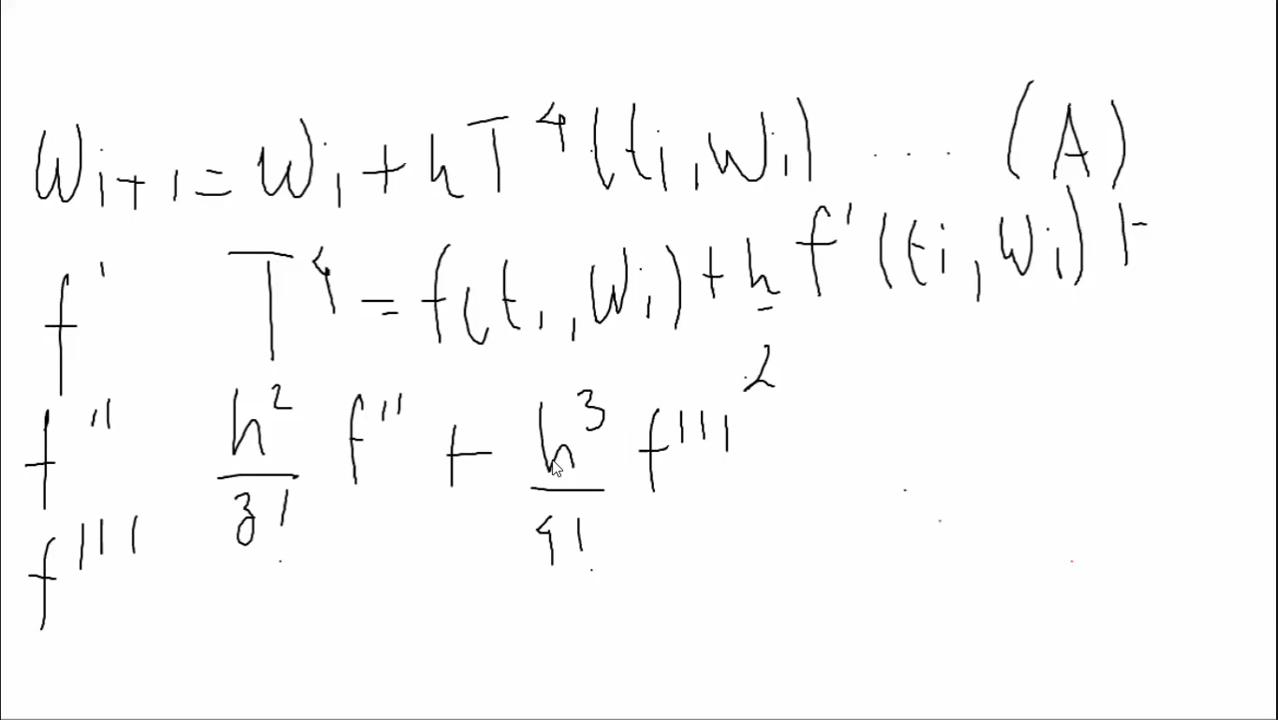 Wi+1 = Wi + hT⁴(ti, Wi) ... (A)
f' T⁴ = f(ti, Wi) + h/2 f'(ti, Wi) +
f'' h²/3! f'' + h³/4! f'''
f'''